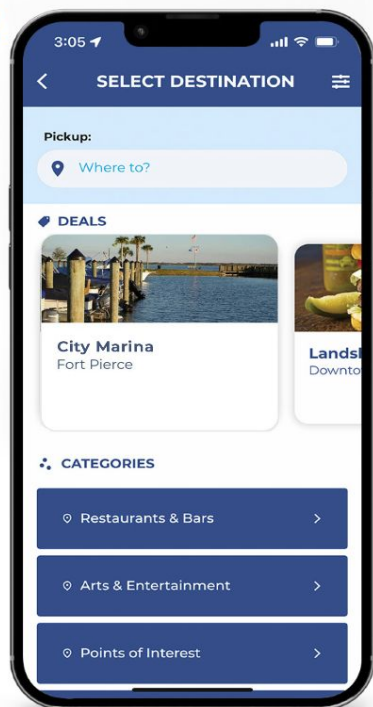 3:05
SELECT DESTINATION
Pickup:
Where to?
DEALS
City Marina
Fort Pierce
Downto
CATEGORIES
Restaurants & Bars
Arts & Entertainment
Points of Interest